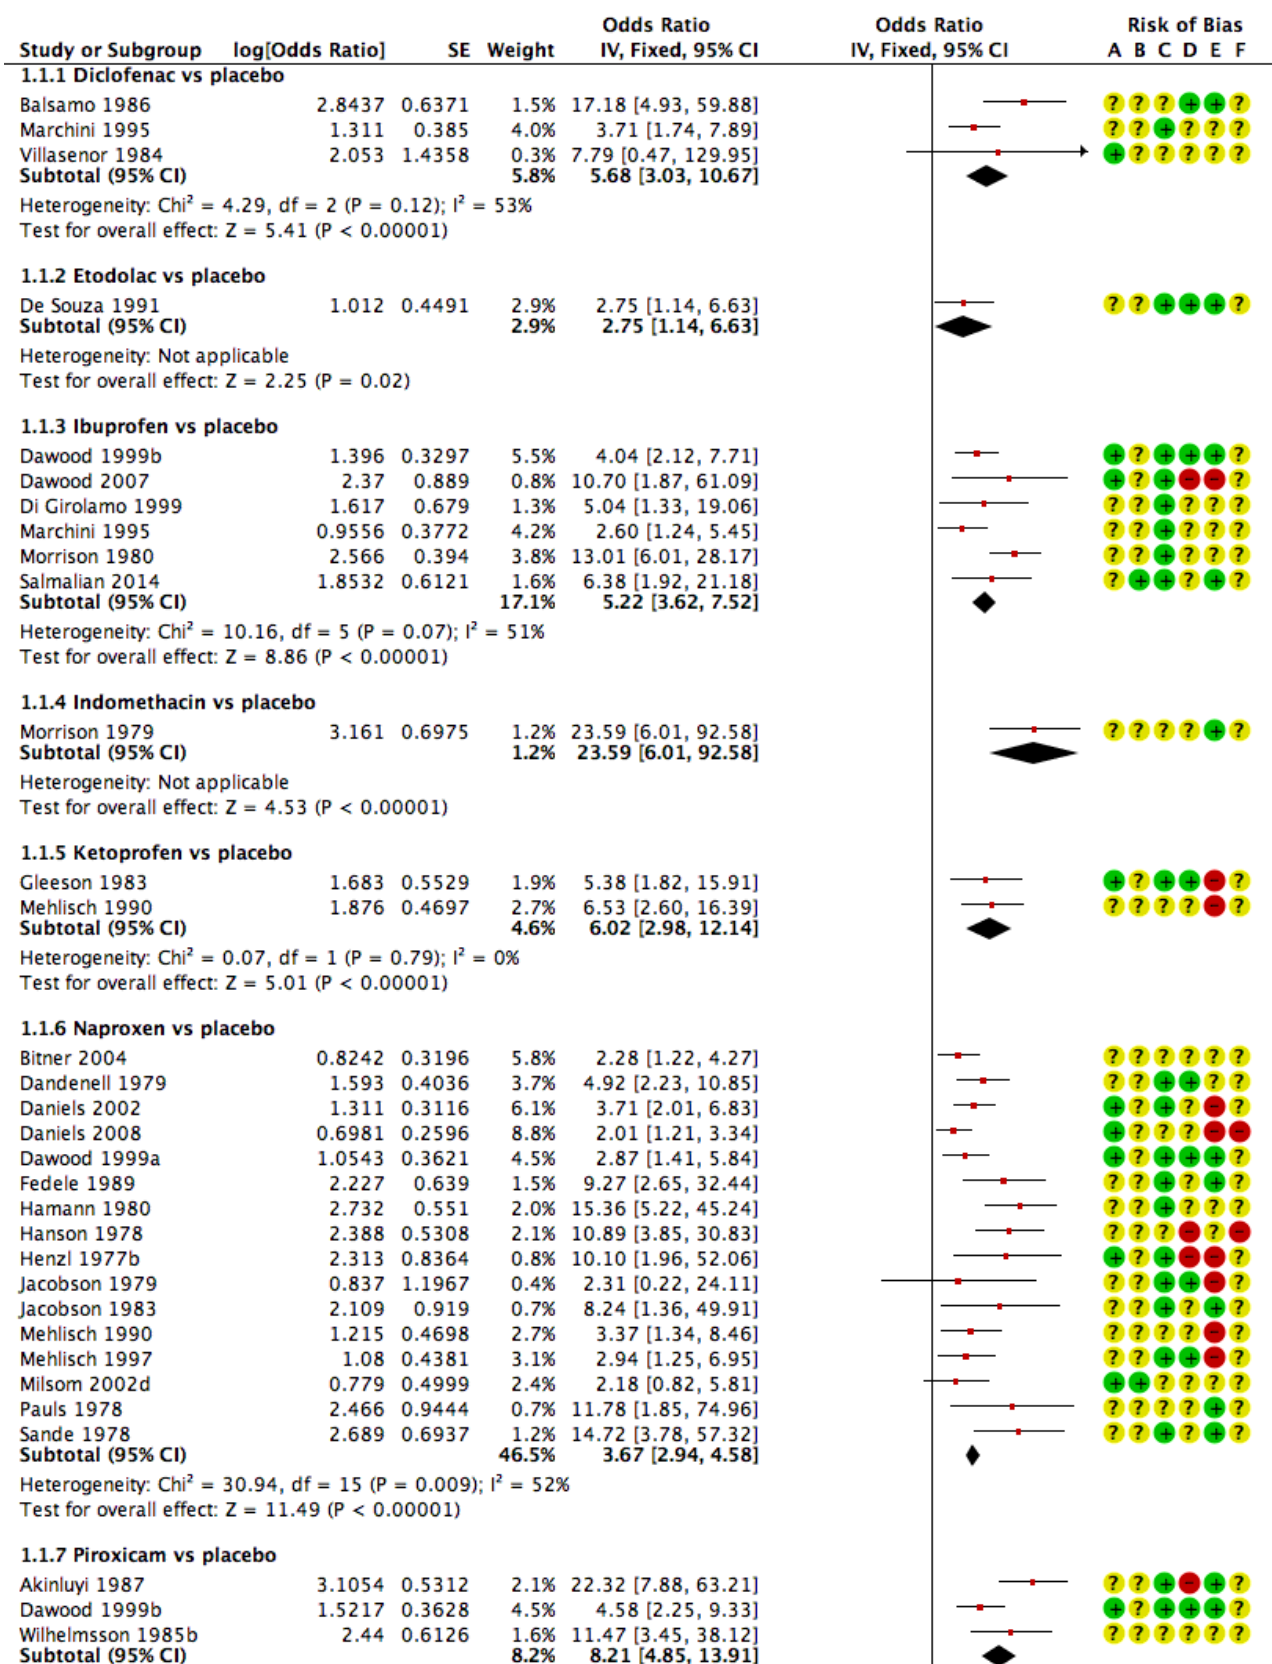 Odds Ratio Odds Ratio Risk of Bias
Study or Subgroup log[Odds Ratio] SE Weight IV, Fixed, 95% CI IV, Fixed, 95% CI A B C D E F
1.1.1 Diclofenac vs placebo
Balsamo 1986 2.8437 0.6371 1.5% 17.18 [4.93, 59.88] ? ? ? + + ?
Marchini 1995 1.311 0.385 4.0% 3.71 [1.74, 7.89] ? ? + ? ? ?
Villasenor 1984 2.053 1.4358 0.3% 7.79 [0.47, 129.95] + ? ? ? ? ?
Subtotal (95% CI) 5.8% 5.68 [3.03, 10.67]
Heterogeneity: Chi² = 4.29, df = 2 (P = 0.12); I² = 53%
Test for overall effect: Z = 5.41 (P < 0.00001)
1.1.2 Etodolac vs placebo
De Souza 1991 1.012 0.4491 2.9% 2.75 [1.14, 6.63] ? ? + + + ?
Subtotal (95% CI) 2.9% 2.75 [1.14, 6.63]
Heterogeneity: Not applicable
Test for overall effect: Z = 2.25 (P = 0.02)
1.1.3 Ibuprofen vs placebo
Dawood 1999b 1.396 0.3297 5.5% 4.04 [2.12, 7.71] + ? + + + ?
Dawood 2007 2.37 0.889 0.8% 10.70 [1.87, 61.09] + ? + - - ?
Di Girolamo 1999 1.617 0.679 1.3% 5.04 [1.33, 19.06] ? ? + ? ? ?
Marchini 1995 0.9556 0.3772 4.2% 2.60 [1.24, 5.45] ? ? + ? ? ?
Morrison 1980 2.566 0.394 3.8% 13.01 [6.01, 28.17] ? ? + ? ? ?
Salmalian 2014 1.8532 0.6121 1.6% 6.38 [1.92, 21.18] ? + + ? + ?
Subtotal (95% CI) 17.1% 5.22 [3.62, 7.52]
Heterogeneity: Chi² = 10.16, df = 5 (P = 0.07); I² = 51%
Test for overall effect: Z = 8.86 (P < 0.00001)
1.1.4 Indomethacin vs placebo
Morrison 1979 3.161 0.6975 1.2% 23.59 [6.01, 92.58] ? ? ? ? + ?
Subtotal (95% CI) 1.2% 23.59 [6.01, 92.58]
Heterogeneity: Not applicable
Test for overall effect: Z = 4.53 (P < 0.00001)
1.1.5 Ketoprofen vs placebo
Gleeson 1983 1.683 0.5529 1.9% 5.38 [1.82, 15.91] + ? + + - ?
Mehlisch 1990 1.876 0.4697 2.7% 6.53 [2.60, 16.39] ? ? ? ? - ?
Subtotal (95% CI) 4.6% 6.02 [2.98, 12.14]
Heterogeneity: Chi² = 0.07, df = 1 (P = 0.79); I² = 0%
Test for overall effect: Z = 5.01 (P < 0.00001)
1.1.6 Naproxen vs placebo
Bitner 2004 0.8242 0.3196 5.8% 2.28 [1.22, 4.27] ? ? ? ? ? ?
Dandenell 1979 1.593 0.4036 3.7% 4.92 [2.23, 10.85] ? ? + + ? ?
Daniels 2002 1.311 0.3116 6.1% 3.71 [2.01, 6.83] + ? + ? - ?
Daniels 2008 0.6981 0.2596 8.8% 2.01 [1.21, 3.34] + ? ? ? - -
Dawood 1999a 1.0543 0.3621 4.5% 2.87 [1.41, 5.84] + ? + + + ?
Fedele 1989 2.227 0.639 1.5% 9.27 [2.65, 32.44] ? ? + ? + ?
Hamann 1980 2.732 0.551 2.0% 15.36 [5.22, 45.24] ? ? + ? ? ?
Hanson 1978 2.388 0.5308 2.1% 10.89 [3.85, 30.83] ? ? ? - ? -
Henzl 1977b 2.313 0.8364 0.8% 10.10 [1.96, 52.06] + ? + - - ?
Jacobson 1979 0.837 1.1967 0.4% 2.31 [0.22, 24.11] ? ? + + - ?
Jacobson 1983 2.109 0.919 0.7% 8.24 [1.36, 49.91] ? ? + ? + ?
Mehlisch 1990 1.215 0.4698 2.7% 3.37 [1.34, 8.46] ? ? ? ? - ?
Mehlisch 1997 1.08 0.4381 3.1% 2.94 [1.25, 6.95] ? ? + + - ?
Milsom 2002d 0.779 0.4999 2.4% 2.18 [0.82, 5.81] + + ? ? ? ?
Pauls 1978 2.466 0.9444 0.7% 11.78 [1.85, 74.96] ? ? ? ? + ?
Sande 1978 2.689 0.6937 1.2% 14.72 [3.78, 57.32] ? ? + ? + ?
Subtotal (95% CI) 46.5% 3.67 [2.94, 4.58]
Heterogeneity: Chi² = 30.94, df = 15 (P = 0.009); I² = 52%
Test for overall effect: Z = 11.49 (P < 0.00001)
1.1.7 Piroxicam vs placebo
Akinluyi 1987 3.1054 0.5312 2.1% 22.32 [7.88, 63.21] ? ? + - + ?
Dawood 1999b 1.5217 0.3628 4.5% 4.58 [2.25, 9.33] + ? + + + ?
Wilhelmsson 1985b 2.44 0.6126 1.6% 11.47 [3.45, 38.12] ? ? ? ? ? ?
Subtotal (95% CI) 8.2% 8.21 [4.85, 13.91]